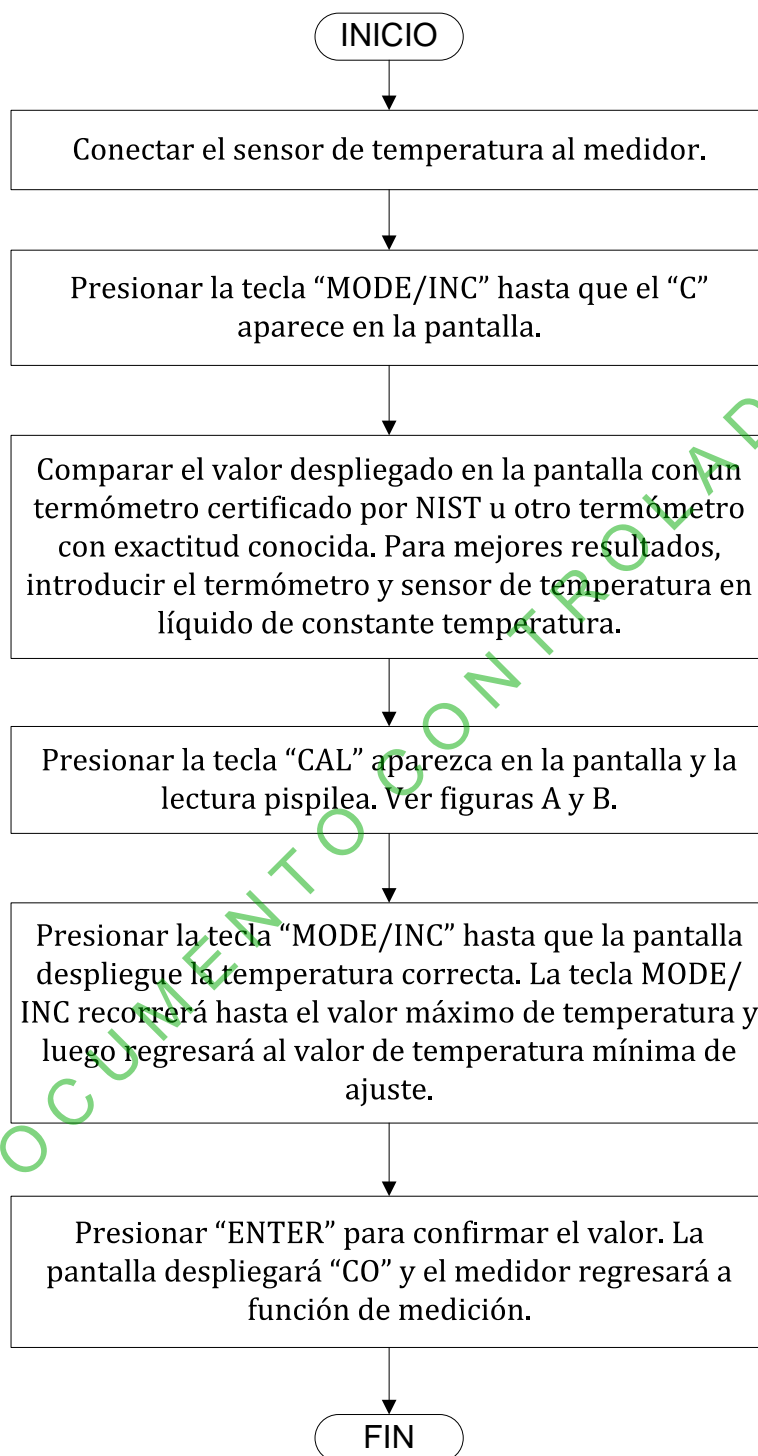 INICIO
Conectar el sensor de temperatura al medidor.
Presionar la tecla “MODE/INC” hasta que el “C”
aparece en la pantalla.
Comparar el valor despliegado en la pantalla con un
termómetro certificado por NIST u otro termómetro
con exactitud conocida. Para mejores resultados,
introducir el termómetro y sensor de temperatura en
líquido de constante temperatura.
Presionar la tecla “CAL” aparezca en la pantalla y la
lectura pispilea. Ver figuras A y B.
Presionar la tecla “MODE/INC” hasta que la pantalla
despliegue la temperatura correcta. La tecla MODE/
INC recorrerá hasta el valor máximo de temperatura y
luego regresará al valor de temperatura mínima de
ajuste.
Presionar “ENTER” para confirmar el valor. La
pantalla despliegará “CO” y el medidor regresará a
función de medición.
FIN
OCUMENTO CONTROLAD